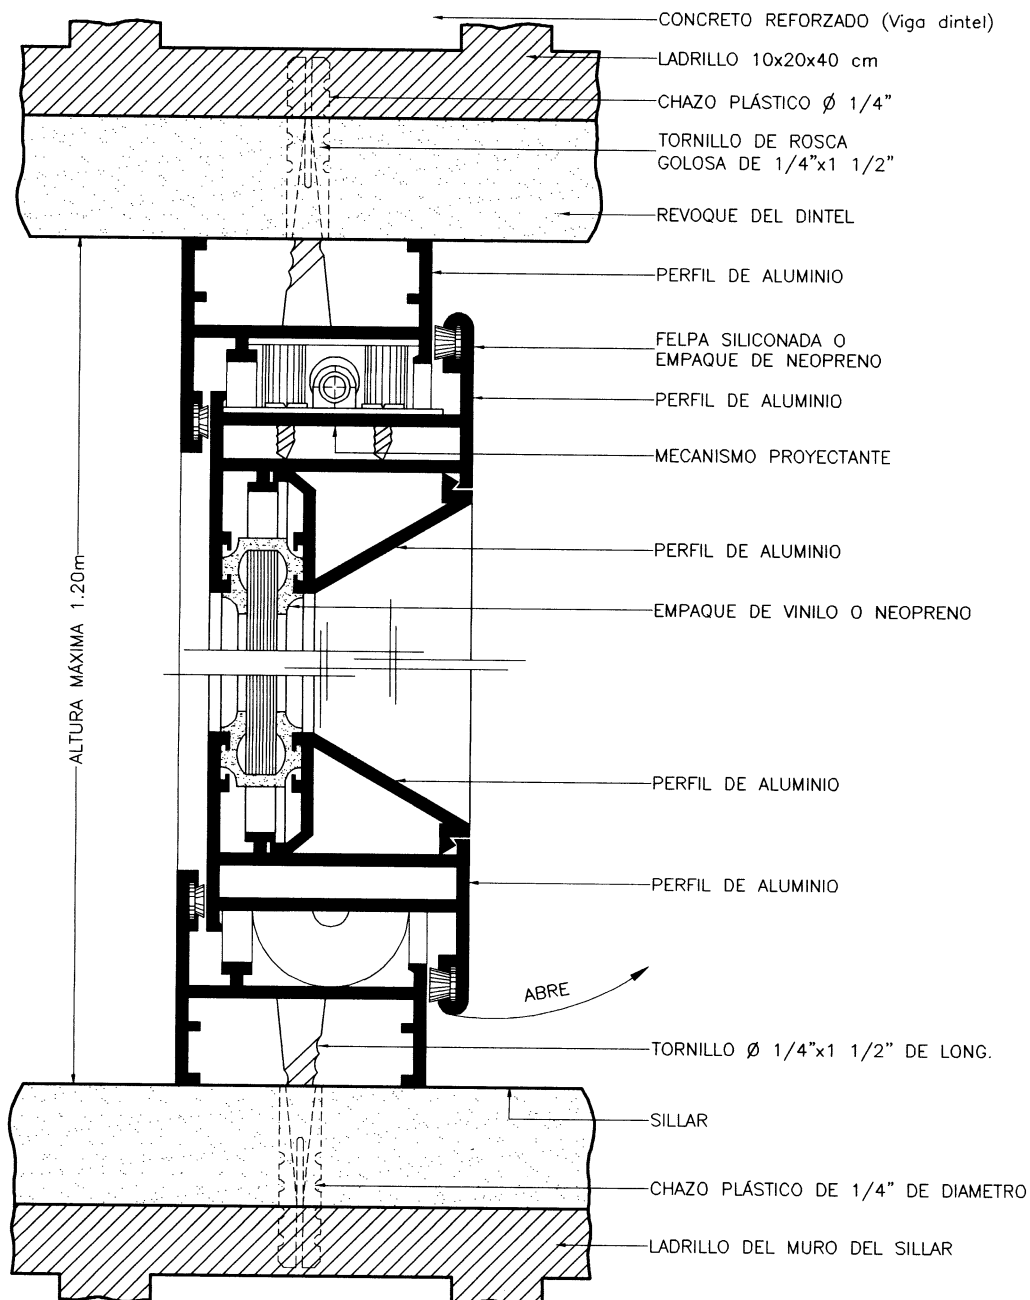 CONCRETO REFORZADO (Viga dintel)
LADRILLO 10x20x40 cm
CHAZO PLÁSTICO Ø 1/4"
TORNILLO DE ROSCA
GOLOSA DE 1/4"x1 1/2"
REVOQUE DEL DINTEL
PERFIL DE ALUMINIO
FELPA SILICONADA O
EMPAQUE DE NEOPRENO
PERFIL DE ALUMINIO
MECANISMO PROYECTANTE
PERFIL DE ALUMINIO
EMPAQUE DE VINILO O NEOPRENO
ALTURA MÁXIMA 1.20m
PERFIL DE ALUMINIO
PERFIL DE ALUMINIO
ABRE
TORNILLO Ø 1/4"x1 1/2" DE LONG.
SILLAR
CHAZO PLÁSTICO DE 1/4" DE DIAMETRO
LADRILLO DEL MURO DEL SILLAR